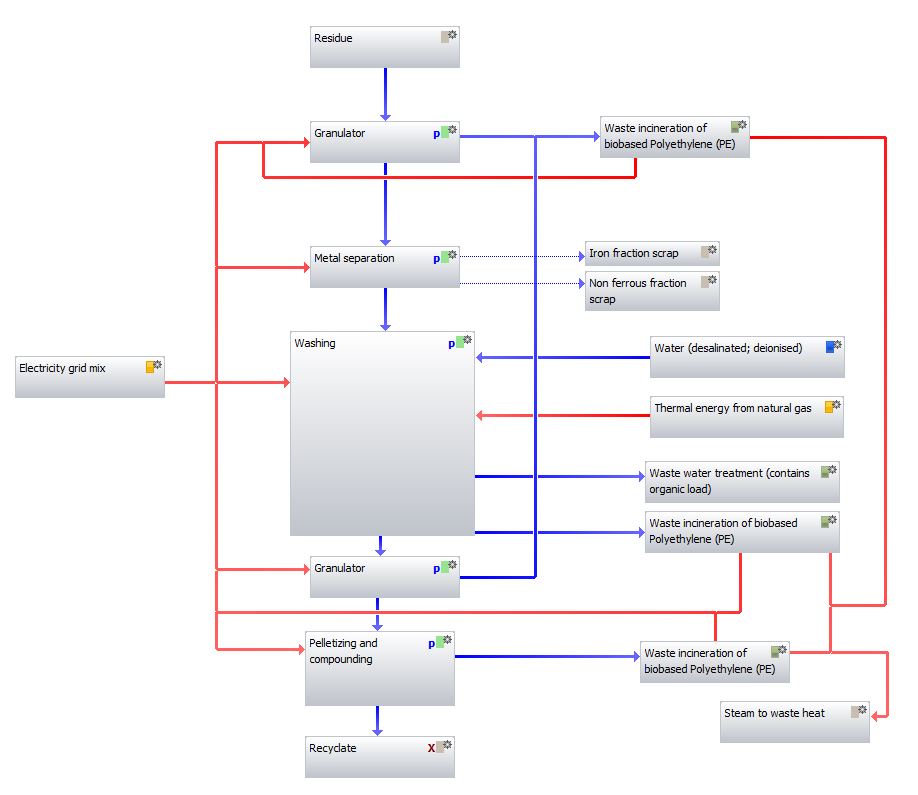 Residue
Granulator
p
Waste incineration of
biobased Polyethylene (PE)
Metal separation
p
Iron fraction scrap
Non ferrous fraction
scrap
Washing
p
Water (desalinated; deionised)
Electricity grid mix
Thermal energy from natural gas
Waste water treatment (contains
organic load)
Waste incineration of biobased
Polyethylene (PE)
Granulator
p
Pelletizing and
compounding
p
Waste incineration of
biobased Polyethylene (PE)
Steam to waste heat
Recyclate
X